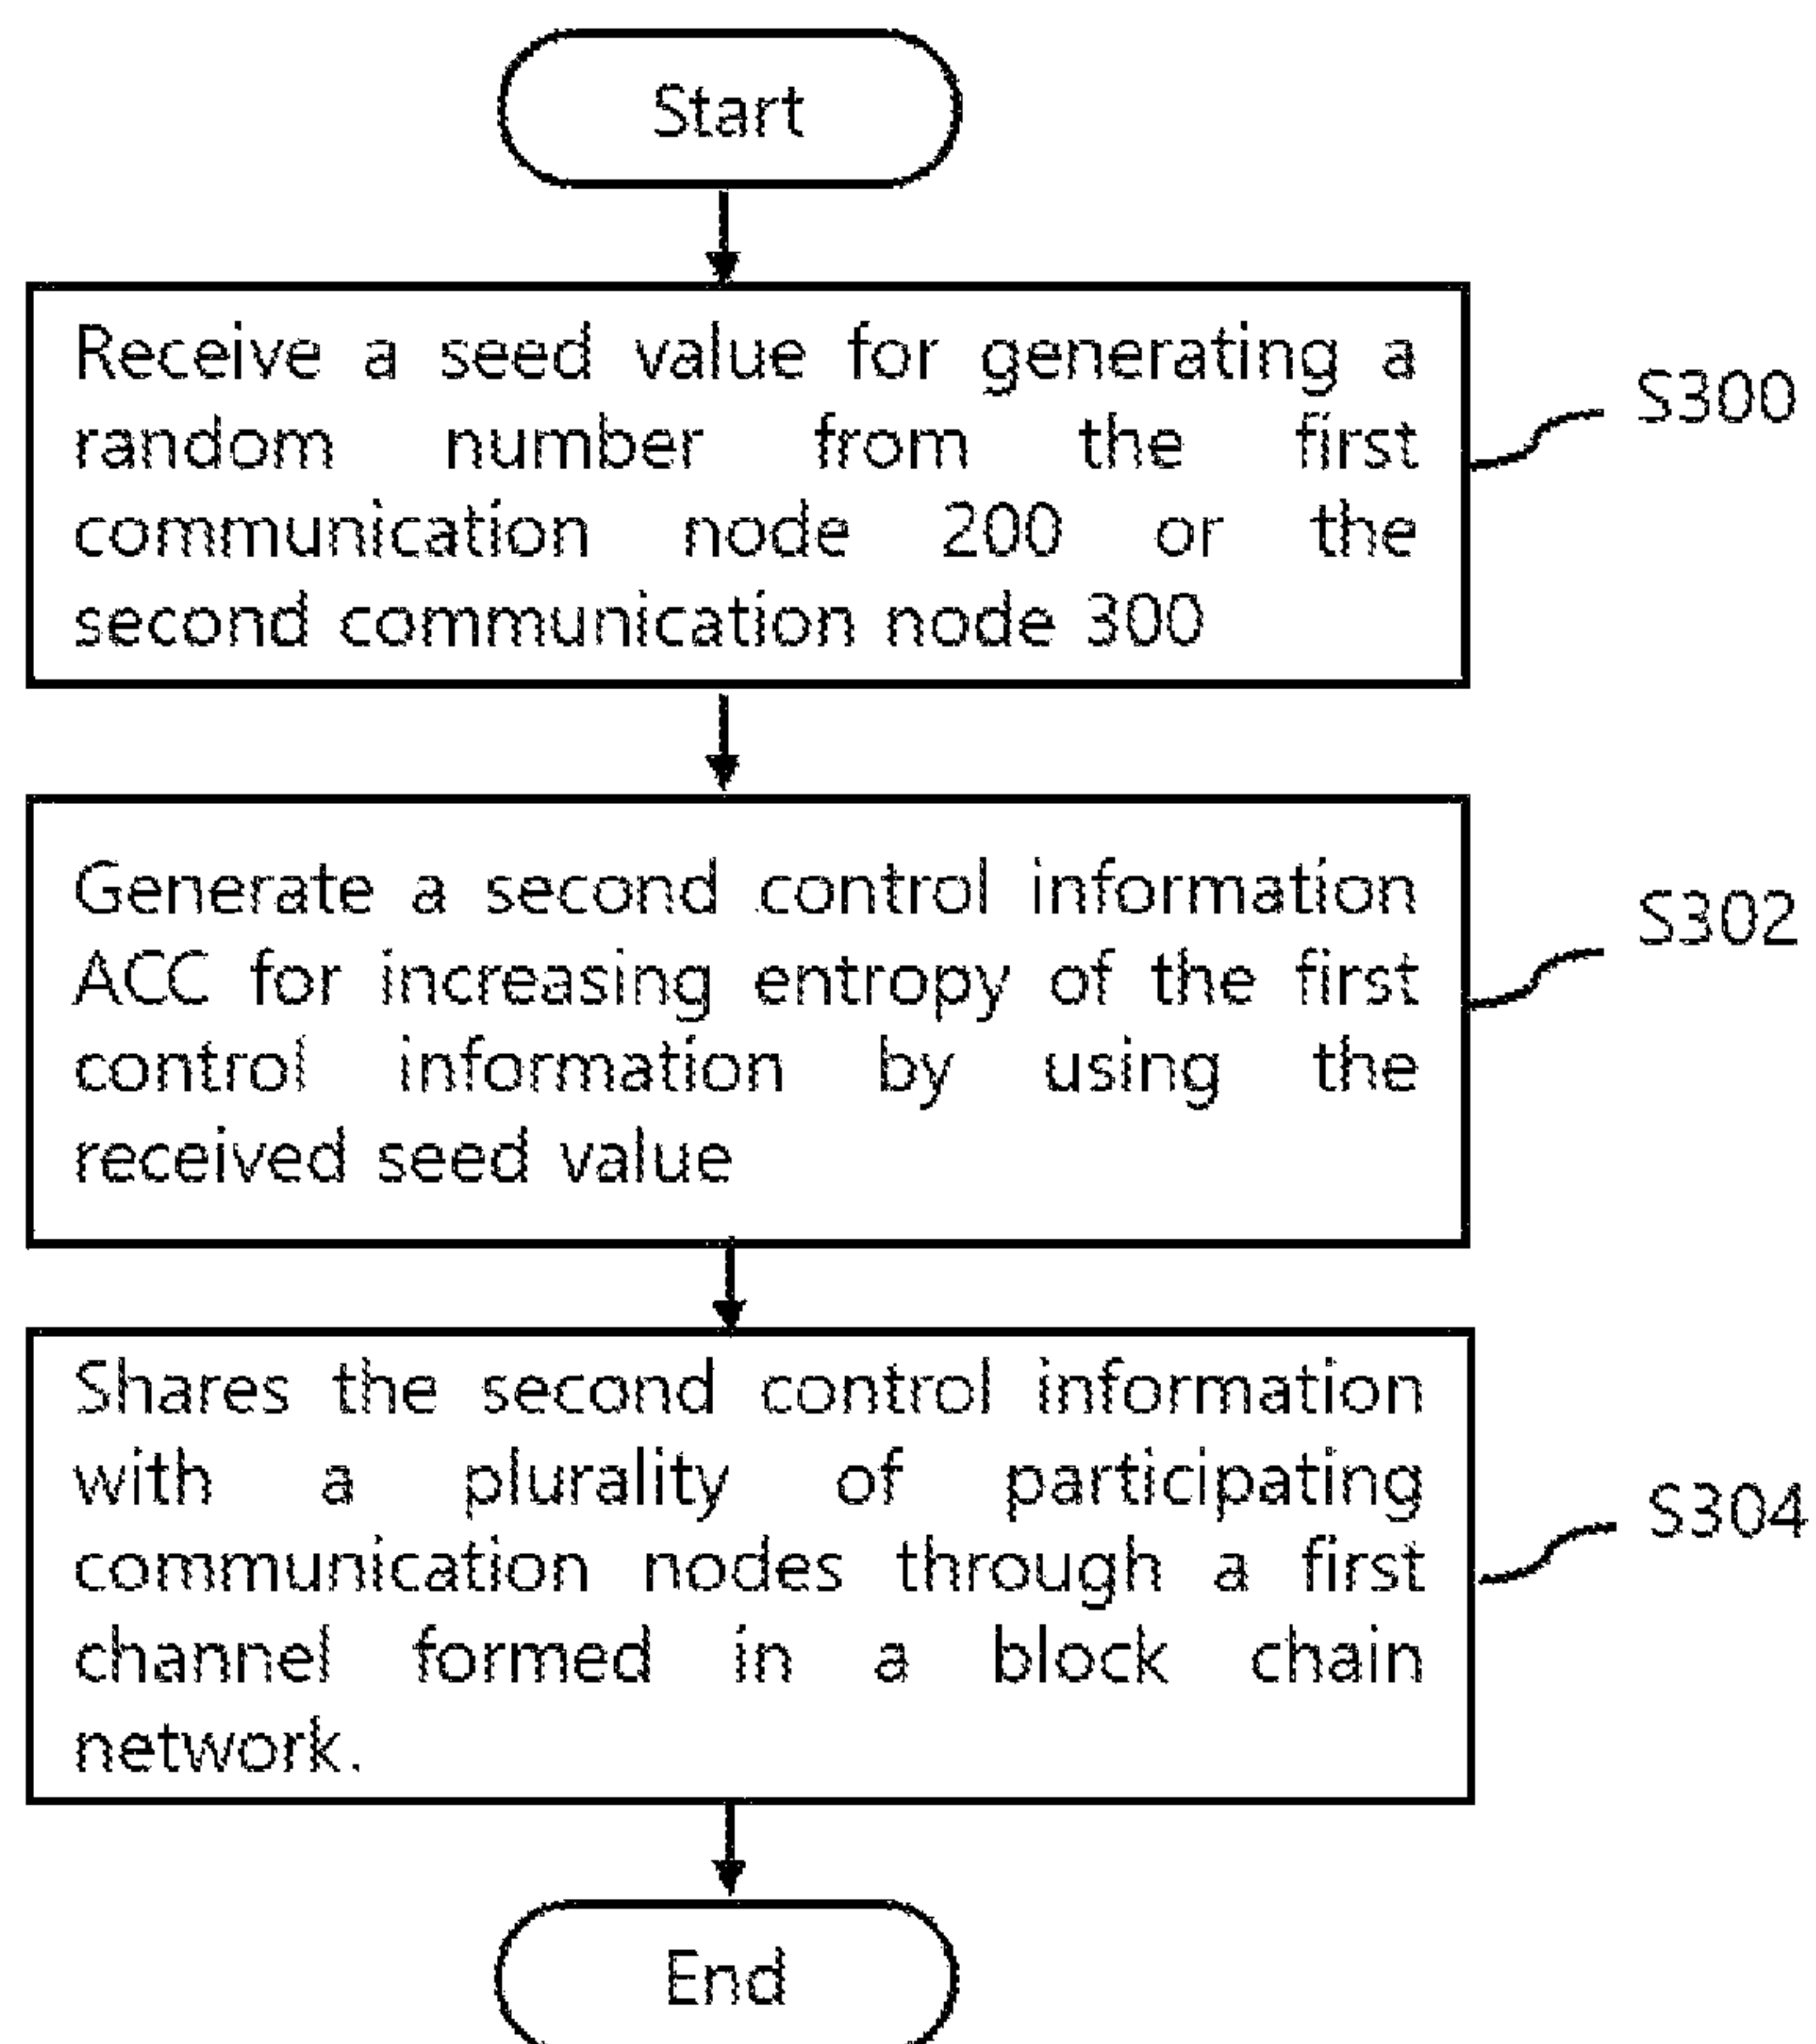 Start
Receive a seed value for generating a
random number from the first
communication node 200 or the
second communication node 300
S300
Generate a second control information
ACC for increasing entropy of the first
control information by using the
received seed value
S302
Shares the second control information
with a plurality of participating
communication nodes through a first
channel formed in a block chain
network.
S304
End